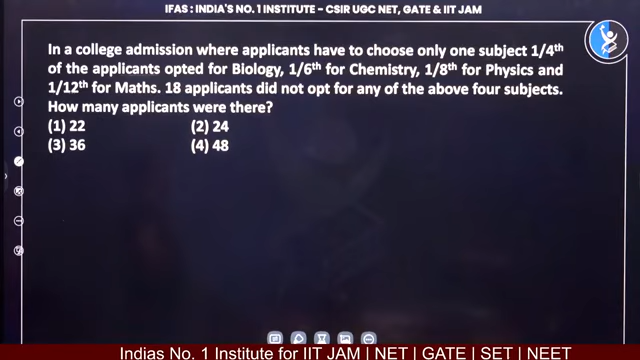 IFAS : INDIA'S NO. 1 INSTITUTE - CSIR UGC NET, GATE & IIT JAM
In a college admission where applicants have to choose only one subject 1/4th
of the applicants opted for Biology, 1/6th for Chemistry, 1/8th for Physics and
1/12th for Maths. 18 applicants did not opt for any of the above four subjects.
How many applicants were there?
(1) 22 (2) 24
(3) 36 (4) 48
Indias No. 1 Institute for IIT JAM | NET | GATE | SET | NEET